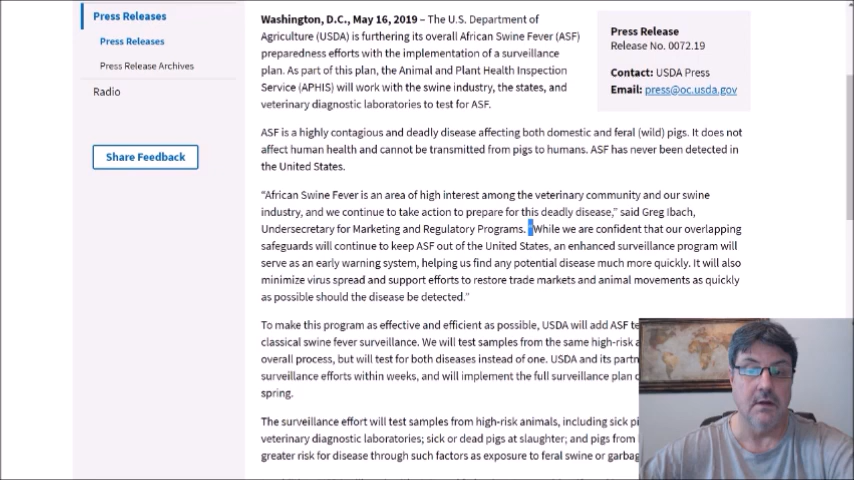 Press Releases
Press Releases
Press Release Archives
Radio
Share Feedback
Washington, D.C., May 16, 2019 – The U.S. Department of
Agriculture (USDA) is furthering its overall African Swine Fever (ASF)
preparedness efforts with the implementation of a surveillance
plan. As part of this plan, the Animal and Plant Health Inspection
Service (APHIS) will work with the swine industry, the states, and
veterinary diagnostic laboratories to test for ASF.
Press Release
Release No. 0072.19
Contact: USDA Press
Email: press@oc.usda.gov
ASF is a highly contagious and deadly disease affecting both domestic and feral (wild) pigs. It does not
affect human health and cannot be transmitted from pigs to humans. ASF has never been detected in
the United States.
“African Swine Fever is an area of high interest among the veterinary community and our swine
industry, and we continue to take action to prepare for this deadly disease,” said Greg Ibach,
Undersecretary for Marketing and Regulatory Programs. “While we are confident that our overlapping
safeguards will continue to keep ASF out of the United States, an enhanced surveillance program will
serve as an early warning system, helping us find any potential disease much more quickly. It will also
minimize virus spread and support efforts to restore trade markets and animal movements as quickly
as possible should the disease be detected.”
To make this program as effective and efficient as possible, USDA will add ASF te
classical swine fever surveillance. We will test samples from the same high-risk a
overall process, but will test for both diseases instead of one. USDA and its partn
surveillance efforts within weeks, and will implement the full surveillance plan
spring.
The surveillance effort will test samples from high-risk animals, including sick pi
veterinary diagnostic laboratories; sick or dead pigs at slaughter; and pigs from
greater risk for disease through such factors as exposure to feral swine or garbag